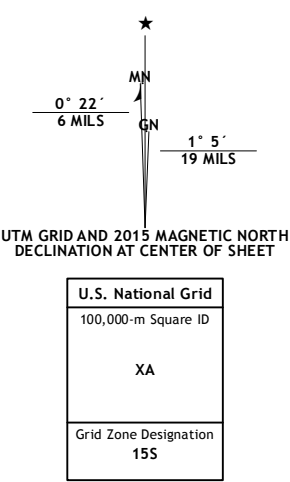 ★
MN
0° 22´
6 MILS
GN
1° 5´
19 MILS
UTM GRID AND 2015 MAGNETIC NORTH
DECLINATION AT CENTER OF SHEET
U.S. National Grid
100,000-m Square ID
XA
Grid Zone Designation
15S